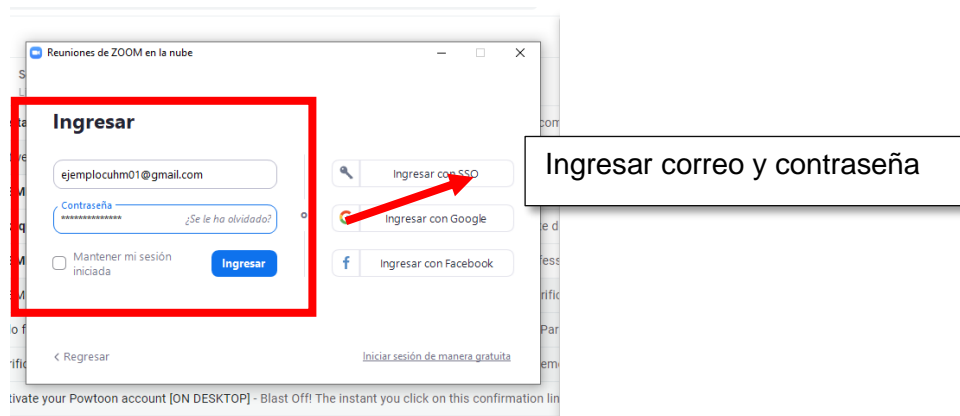 Reuniones de ZOOM en la nube
Ingresar
ejemplocuhm01@gmail.com
Contraseña
************** ¿Se le ha olvidado?
Mantener mi sesión
iniciada
Ingresar
Ingresar con SSO
Ingresar con Google
Ingresar con Facebook
< Regresar
Iniciar sesión de manera gratuita
Ingresar correo y contraseña
tivate your Powtoon account [ON DESKTOP] - Blast Off! The instant you click on this confirmation lin